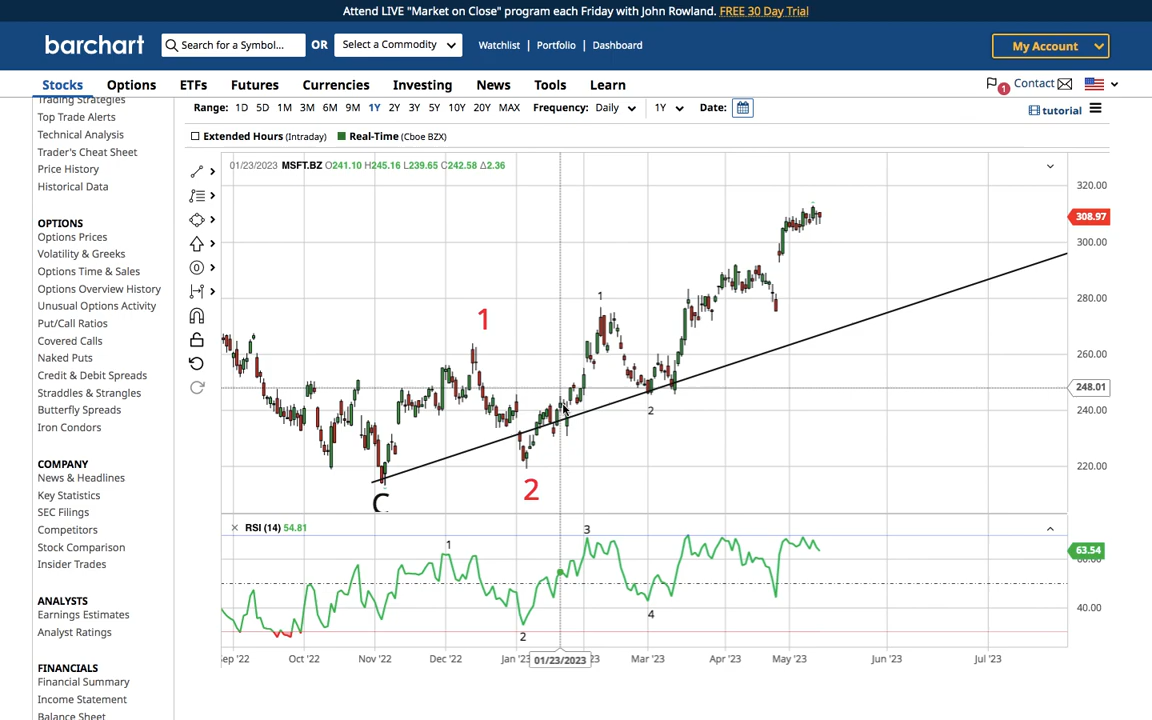 Attend LIVE "Market on Close" program each Friday with John Rowland. FREE 30 Day Trial
barchart
Search for a Symbol...
OR
Select a Commodity
Watchlist | Portfolio | Dashboard
My Account
Stocks Options ETFs Futures Currencies Investing News Tools Learn
1
Contact
Trading Strategies
Top Trade Alerts
Technical Analysis
Trader's Cheat Sheet
Price History
Historical Data
OPTIONS
Options Prices
Volatility & Greeks
Options Time & Sales
Options Overview History
Unusual Options Activity
Put/Call Ratios
Covered Calls
Naked Puts
Credit & Debit Spreads
Straddles & Strangles
Butterfly Spreads
Iron Condors
COMPANY
News & Headlines
Key Statistics
SEC Filings
Competitors
Stock Comparison
Insider Trades
ANALYSTS
Earnings Estimates
Analyst Ratings
FINANCIALS
Financial Summary
Income Statement
Balance Sheet
Range: 1D 5D 1M 3M 6M 9M 1Y 2Y 3Y 5Y 10Y 20Y MAX Frequency: Daily 1Y Date:
tutorial
Extended Hours (Intraday) Real-Time (Cboe BZX)
01/23/2023 MSFT.BZ O241.10 H245.16 L239.65 C242.58 Δ2.36
320.00
308.97
300.00
280.00
260.00
248.01
240.00
220.00
1
1
2
2
C
RSI (14) 54.81
1
2
3
4
63.54
60.00
40.00
Sep '22 Oct '22 Nov '22 Dec '22 Jan '23 01/23/2023 Mar '23 Apr '23 May '23 Jun '23 Jul '23